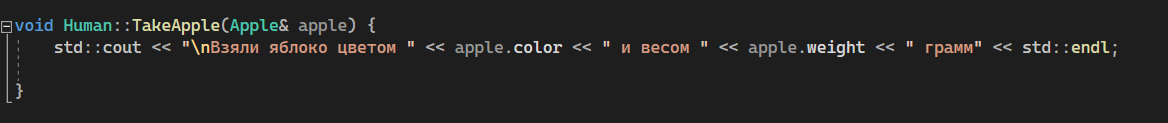 void Human::TakeApple(Apple& apple) {
    std::cout << "\nВзяли яблоко цветом " << apple.color << " и весом " << apple.weight << " грамм" << std::endl;
}